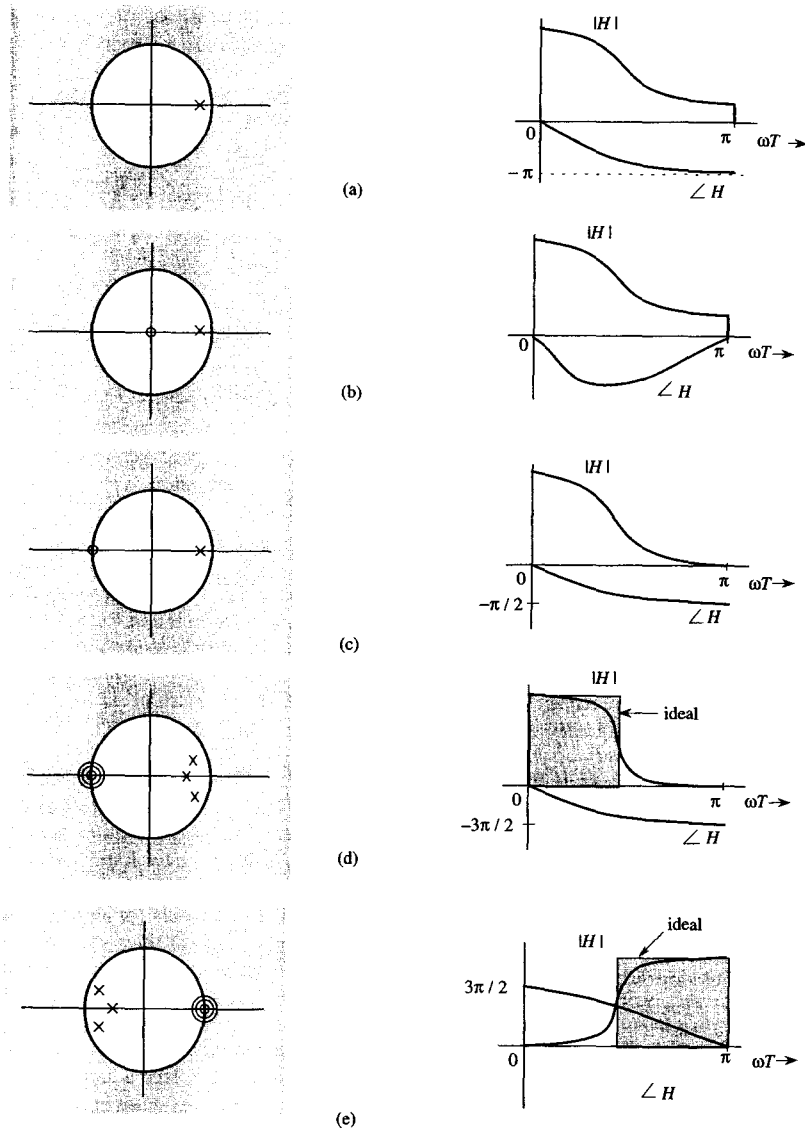 |H|
0
π
ωT→
−π
∠H
(a)
|H|
0
π
ωT→
∠H
(b)
|H|
0
π
ωT→
−π / 2
∠H
(c)
|H|
ideal
0
π
ωT→
−3π / 2
∠H
(d)
ideal
|H|
3π / 2
0
π
ωT→
∠H
(e)